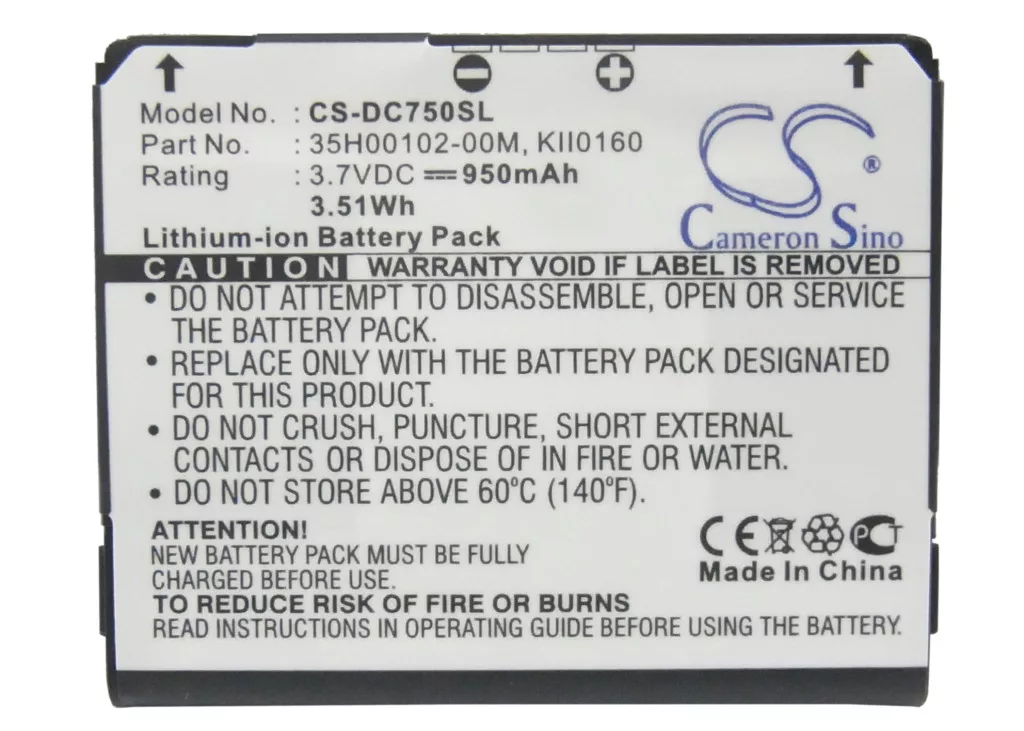 Model No. : CS-DC750SL
Part No. : 35H00102-00M, KII0160
Rating : 3.7VDC ⎓ 950mAh
3.51Wh
Lithium-ion Battery Pack
CS ®
Cameron Sino
CAUTION WARRANTY VOID IF LABEL IS REMOVED
• DO NOT ATTEMPT TO DISASSEMBLE, OPEN OR SERVICE
THE BATTERY PACK.
• REPLACE ONLY WITH THE BATTERY PACK DESIGNATED
FOR THIS PRODUCT.
• DO NOT CRUSH, PUNCTURE, SHORT EXTERNAL
CONTACTS OR DISPOSE OF IN FIRE OR WATER.
• DO NOT STORE ABOVE 60°C (140°F).
ATTENTION!
NEW BATTERY PACK MUST BE FULLY
CHARGED BEFORE USE.
TO REDUCE RISK OF FIRE OR BURNS
READ INSTRUCTIONS IN OPERATING GUIDE BEFORE USING THE BATTERY.
CE PCT
Made In China